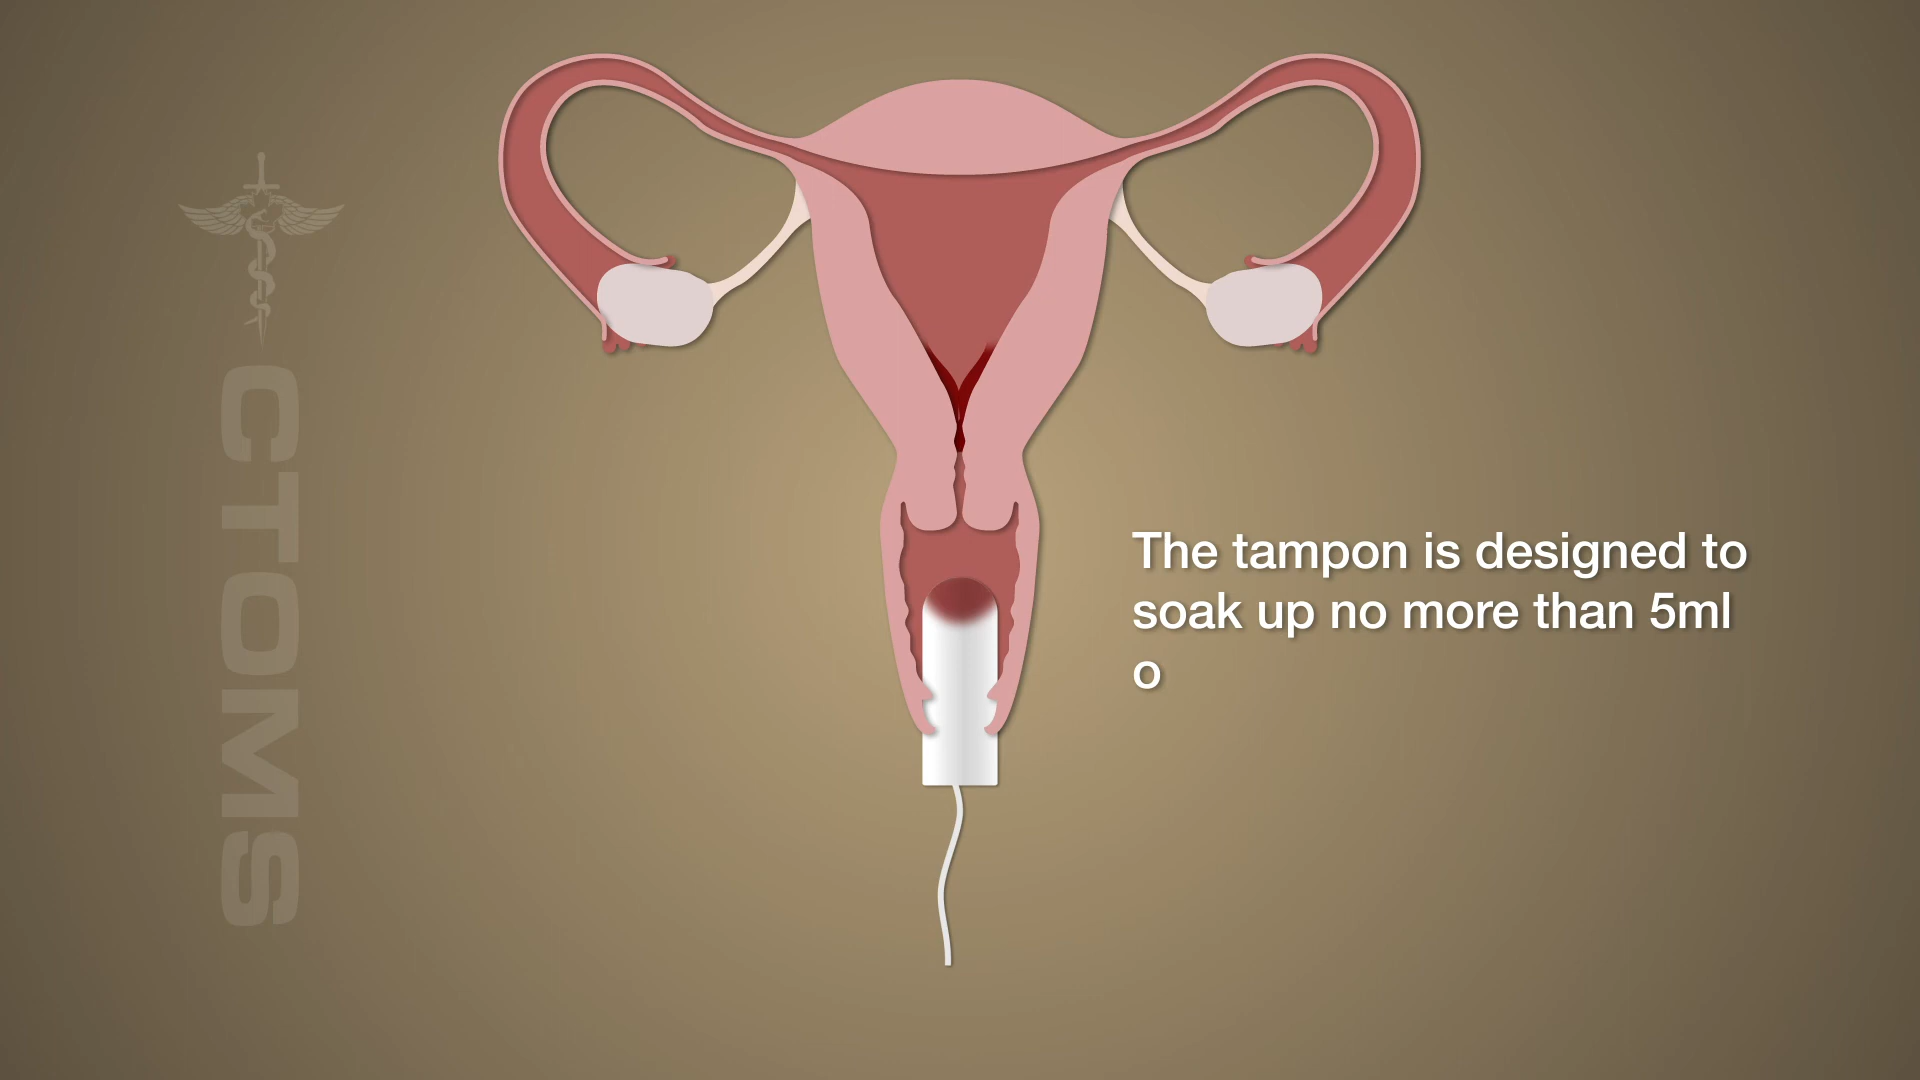 CTOMS
The tampon is designed to
soak up no more than 5ml
o